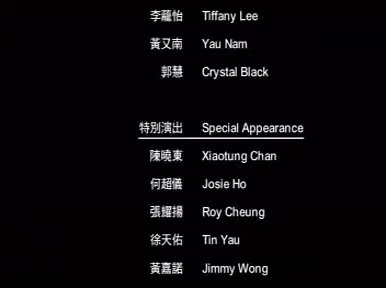 李蘢怡 Tiffany Lee
黃又南 Yau Nam
郭慧 Crystal Black
特別演出 Special Appearance
陳曉東 Xiaotung Chan
何超儀 Josie Ho
張耀揚 Roy Cheung
徐天佑 Tin Yau
黃嘉諾 Jimmy Wong